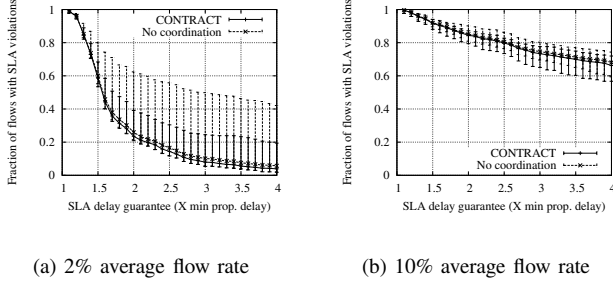 Fraction of flows with SLA violations
1
0.8
0.6
0.4
0.2
0
CONTRACT
No coordination
1 1.5 2 2.5 3 3.5 4
SLA delay guarantee (X min prop. delay)
(a) 2% average flow rate
Fraction of flows with SLA violations
1
0.8
0.6
0.4
0.2
0
CONTRACT
No coordination
1 1.5 2 2.5 3 3.5 4
SLA delay guarantee (X min prop. delay)
(b) 10% average flow rate